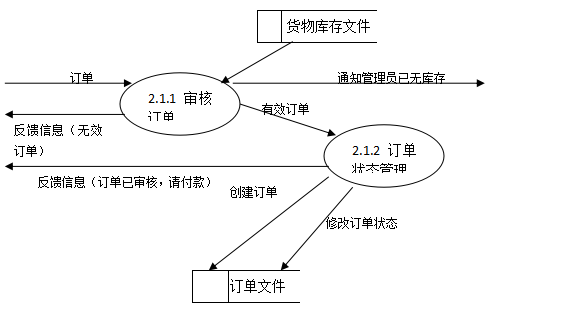 货物库存文件
订单
通知管理员已无库存
2.1.1 审核
订单
有效订单
反馈信息（无效
订单）
2.1.2 订单
状态管理
反馈信息（订单已审核，请付款）
创建订单
修改订单状态
订单文件